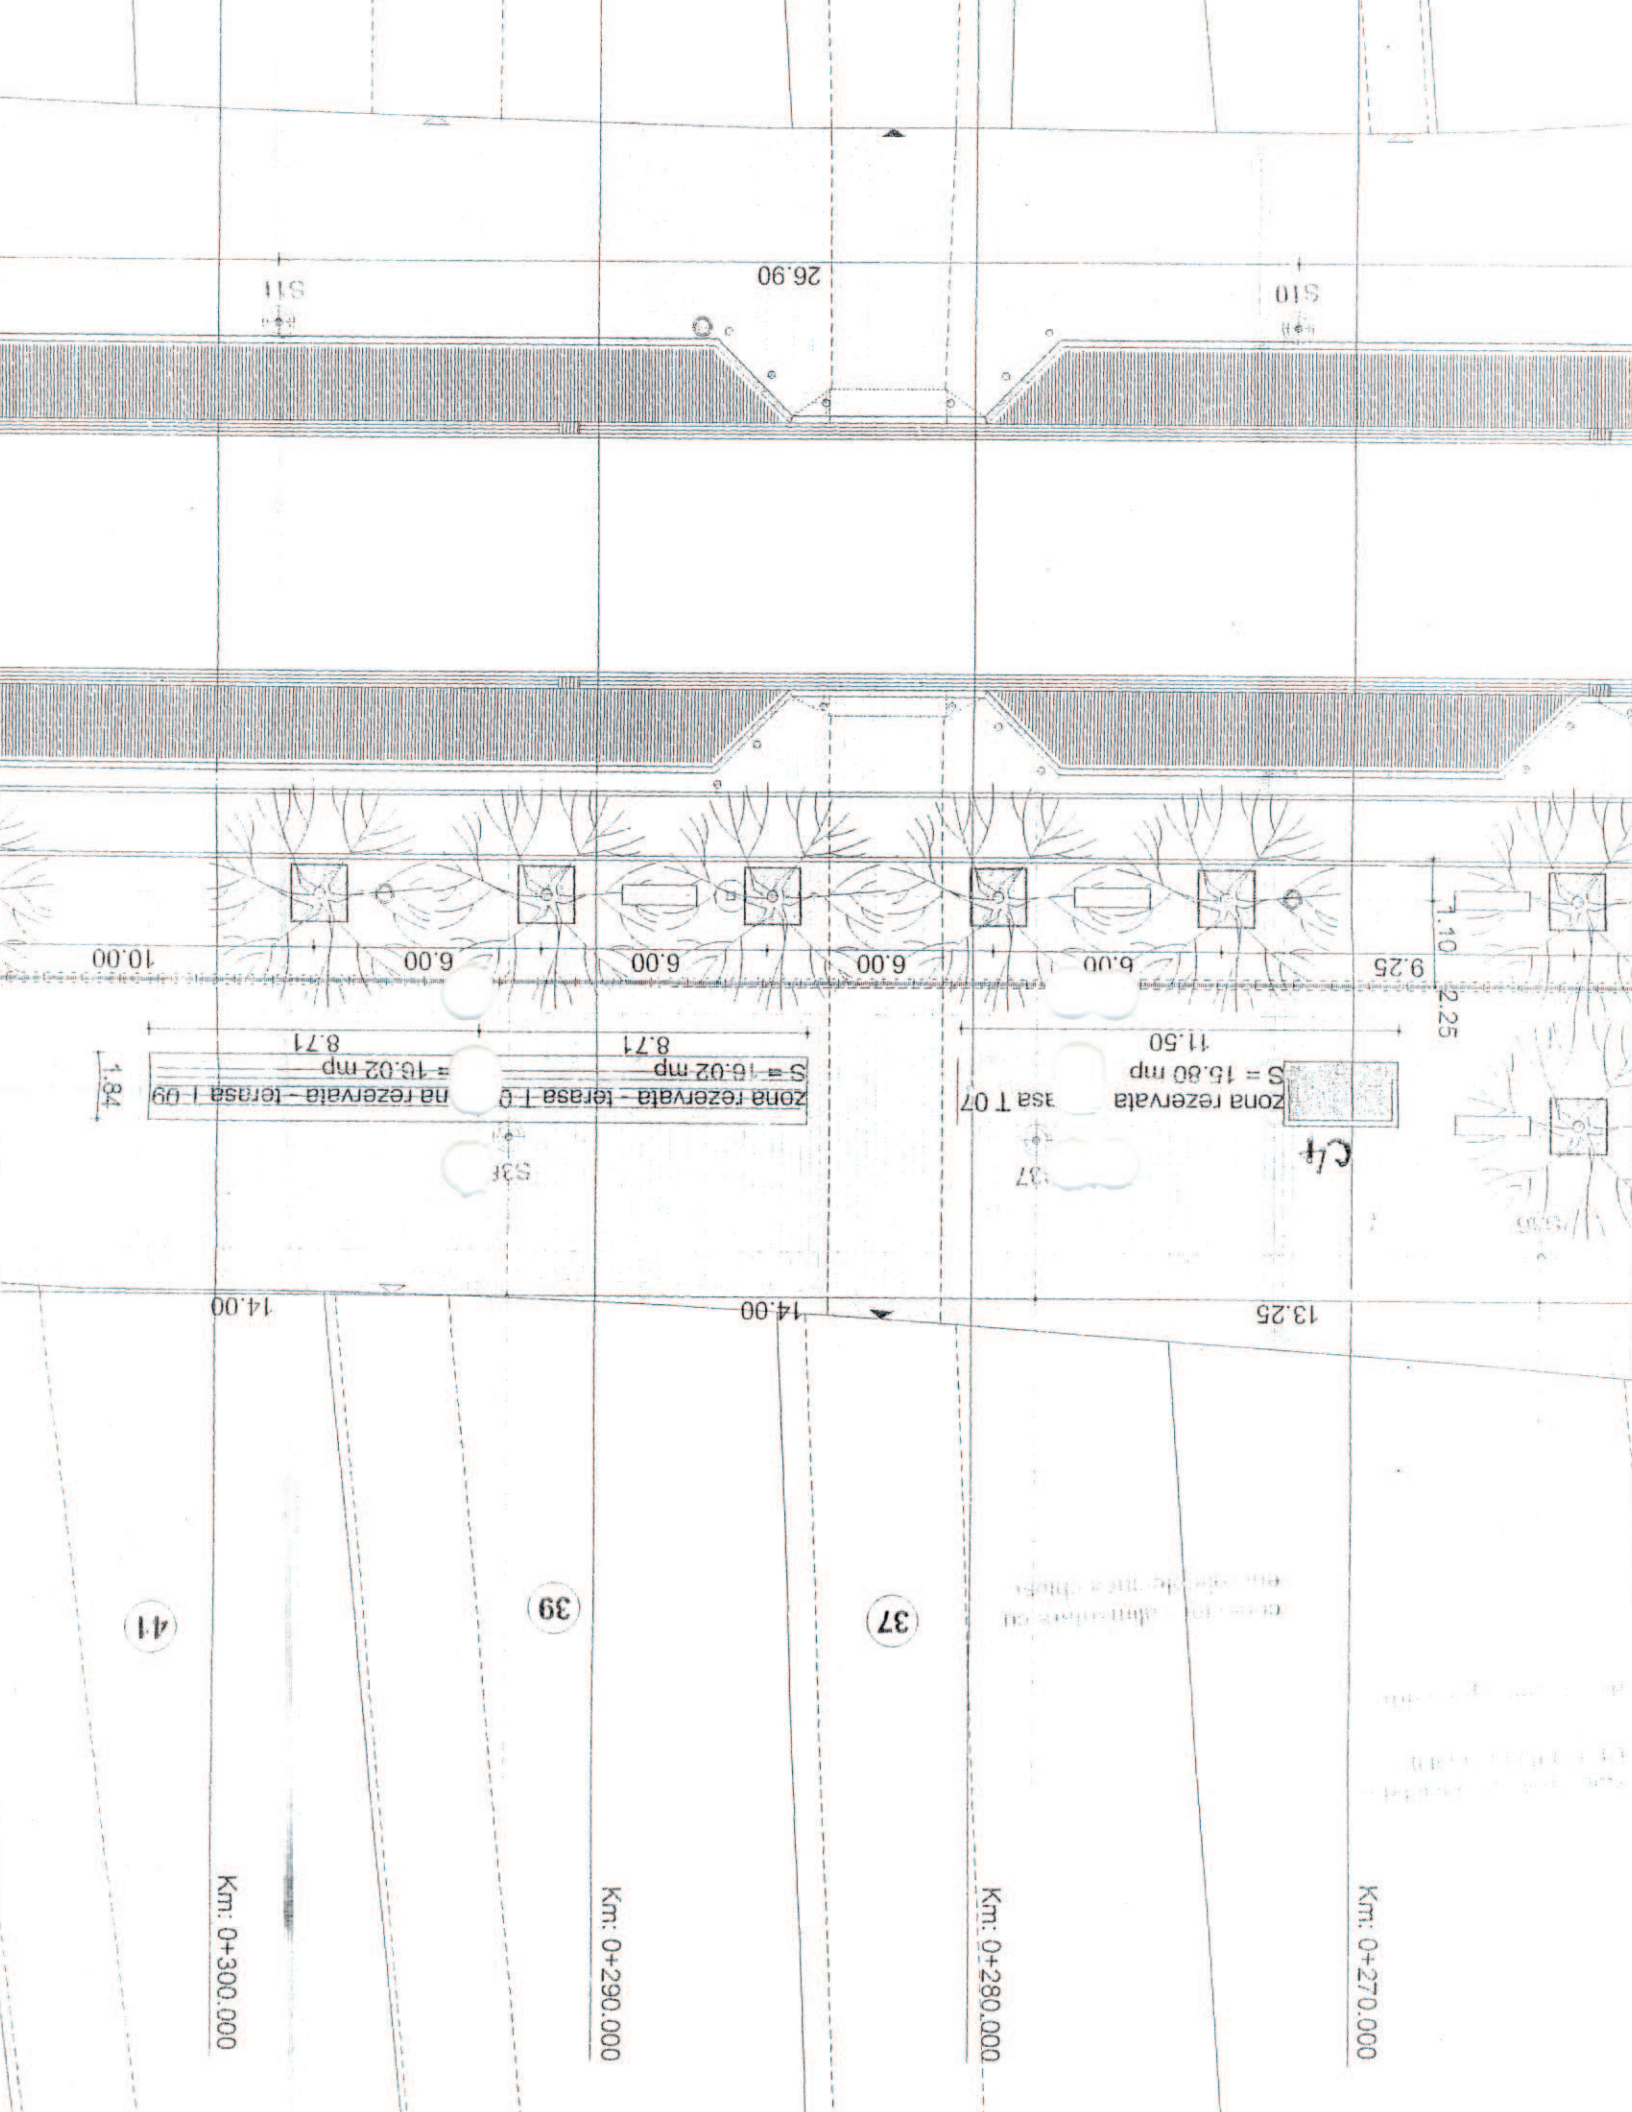 Km: 0+270.000
Km: 0+280.000
Km: 0+290.000
Km: 0+300.000
37
39
41
13.25
14.00
14.00
37
zona rezervata asa T 07
S = 15.80 mp
11.50
zona rezervata - terasa T 0
S = 16.02 mp
8.71
na rezervata - terasa T 09
= 16.02 mp
8.71
1.84
2.25
1.10
9.25
6.00
6.00
6.00
6.00
10.00
S10
26.90
S11